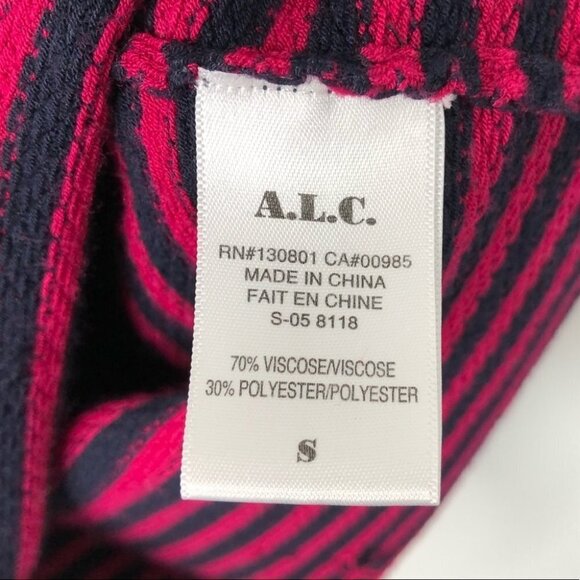 A.L.C.
RN#130801 CA#00985
MADE IN CHINA
FAIT EN CHINE
S-05 8118
70% VISCOSE/VISCOSE
30% POLYESTER/POLYESTER
S